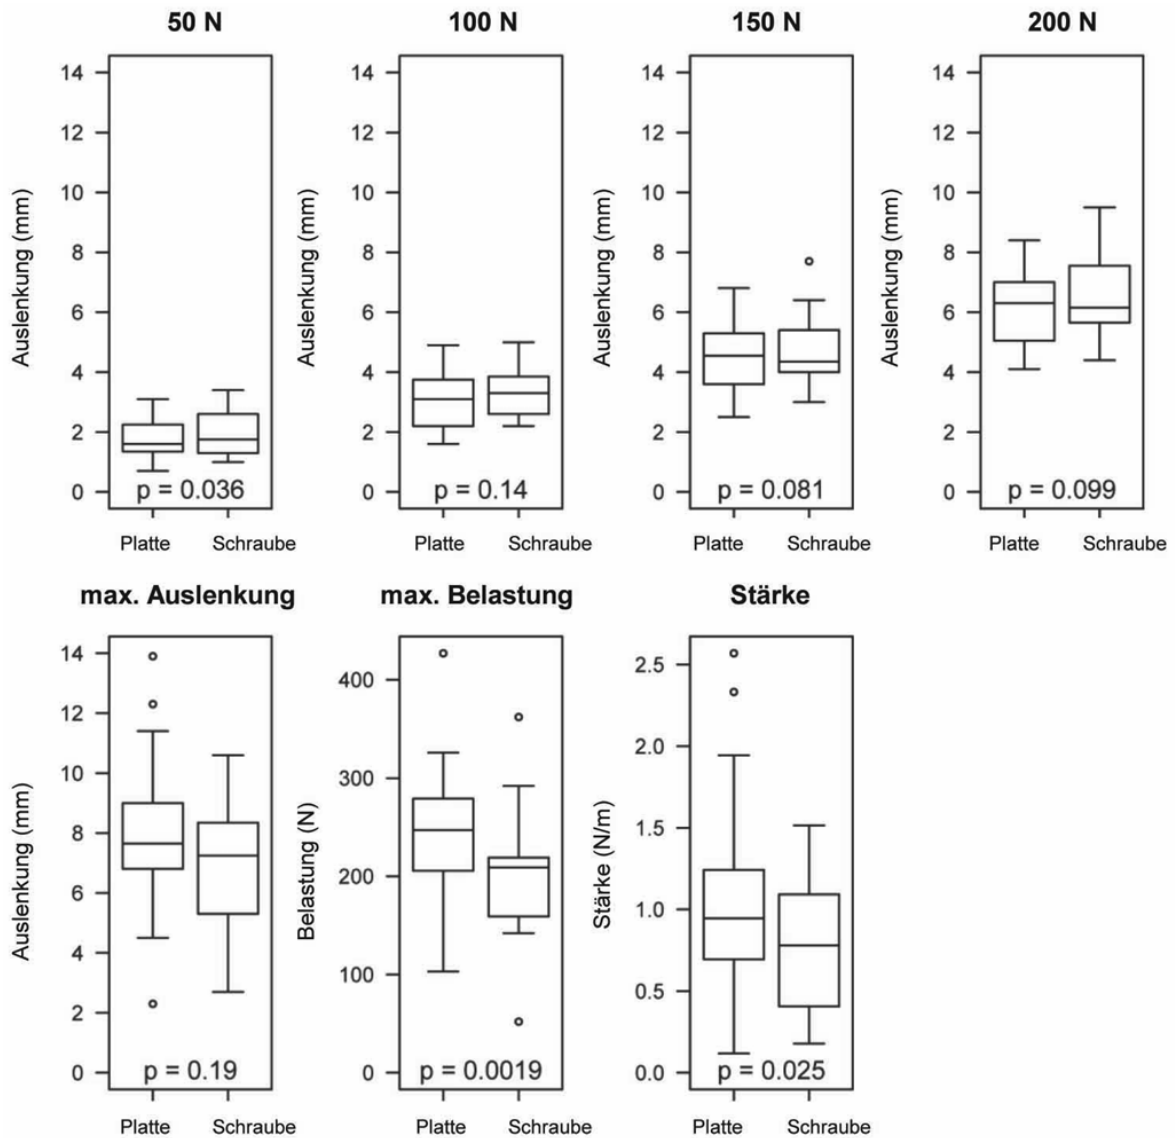 50 N
100 N
150 N
200 N
Auslenkung (mm)
14
12
10
8
6
4
2
0
p = 0.036
Platte
Schraube
Auslenkung (mm)
14
12
10
8
6
4
2
0
p = 0.14
Platte
Schraube
Auslenkung (mm)
14
12
10
8
6
4
2
0
p = 0.081
Platte
Schraube
Auslenkung (mm)
14
12
10
8
6
4
2
0
p = 0.099
Platte
Schraube
max. Auslenkung
max. Belastung
Stärke
Auslenkung (mm)
14
12
10
8
6
4
2
0
p = 0.19
Platte
Schraube
Belastung (N)
400
300
200
100
0
p = 0.0019
Platte
Schraube
Stärke (N/m)
2.5
2.0
1.5
1.0
0.5
0.0
p = 0.025
Platte
Schraube